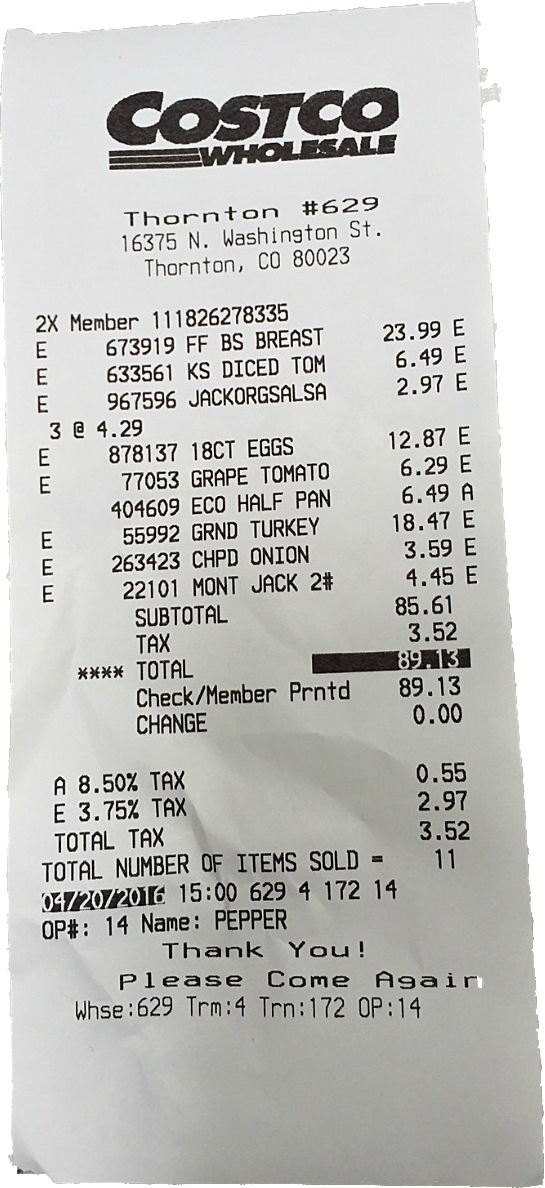 COSTCO
WHOLESALE
Thornton #629
16375 N. Washington St.
Thornton, CO 80023
2X Member 111826278335
E 673919 FF BS BREAST 23.99 E
E 633561 KS DICED TOM 6.49 E
E 967596 JACKORGSALSA 2.97 E
3 @ 4.29
E 878137 18CT EGGS 12.87 E
E 77053 GRAPE TOMATO 6.29 E
404609 ECO HALF PAN 6.49 A
E 55992 GRND TURKEY 18.47 E
E 263423 CHPD ONION 3.59 E
E 22101 MONT JACK 2# 4.45 E
SUBTOTAL 85.61
TAX 3.52
**** TOTAL 89.13
Check/Member Prntd 89.13
CHANGE 0.00
A 8.50% TAX 0.55
E 3.75% TAX 2.97
TOTAL TAX 3.52
TOTAL NUMBER OF ITEMS SOLD = 11
04/20/2016 15:00 629 4 172 14
OP#: 14 Name: PEPPER
Thank You!
Please Come Again
Whse:629 Trm:4 Trn:172 OP:14